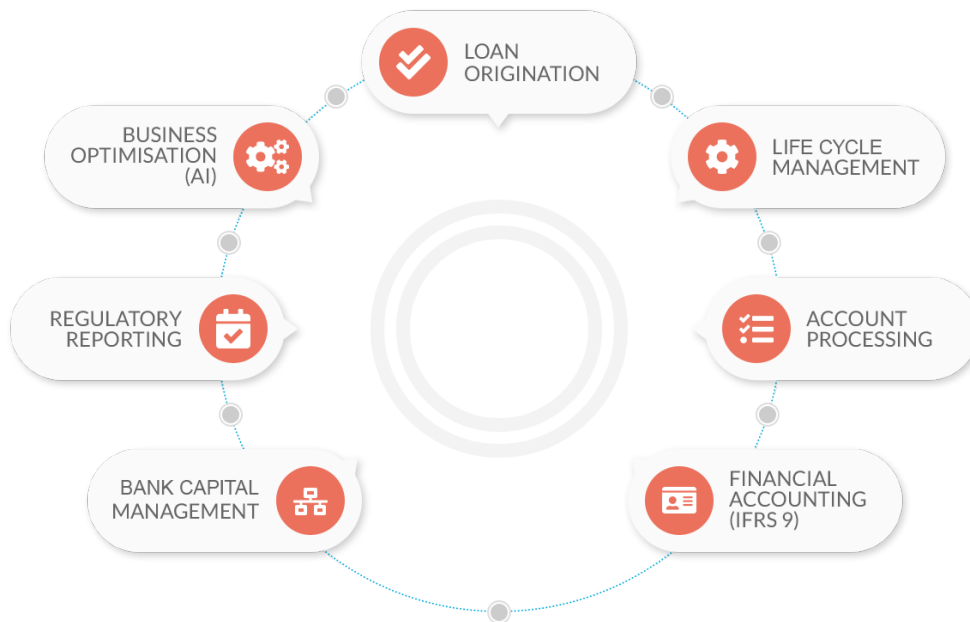 LOAN
ORIGINATION
LIFE CYCLE
MANAGEMENT
ACCOUNT
PROCESSING
FINANCIAL
ACCOUNTING
(IFRS 9)
BANK CAPITAL
MANAGEMENT
REGULATORY
REPORTING
BUSINESS
OPTIMISATION
(AI)